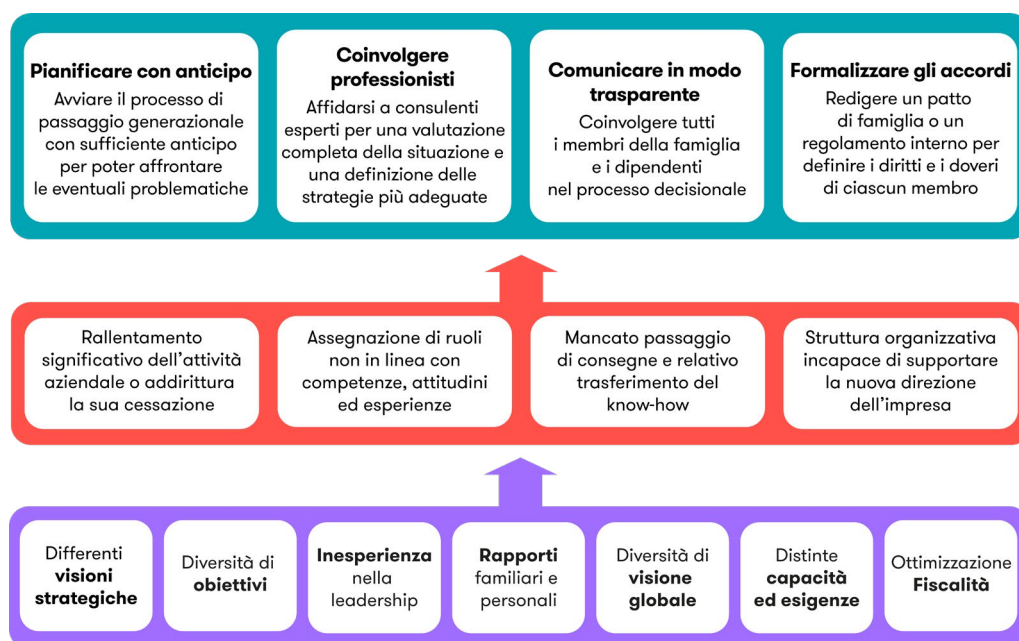 Pianificare con anticipo
Avviare il processo di
passaggio generazionale
con sufficiente anticipo
per poter affrontare
le eventuali problematiche
Coinvolgere
professionisti
Affidarsi a consulenti
esperti per una valutazione
completa della situazione e
una definizione delle
strategie più adeguate
Comunicare in modo
trasparente
Coinvolgere tutti
i membri della famiglia
e i dipendenti
nel processo decisionale
Formalizzare gli accordi
Redigere un patto
di famiglia o un
regolamento interno per
definire i diritti e i doveri
di ciascun membro
Rallentamento
significativo dell'attività
aziendale o addirittura
la sua cessazione
Assegnazione di ruoli
non in linea con
competenze, attitudini
ed esperienze
Mancato passaggio
di consegne e relativo
trasferimento del
know-how
Struttura organizzativa
incapace di supportare
la nuova direzione
dell'impresa
Differenti
visioni
strategiche
Diversità di
obiettivi
Inesperienza
nella
leadership
Rapporti
familiari e
personali
Diversità di
visione
globale
Distinte
capacità
ed esigenze
Ottimizzazione
Fiscalità